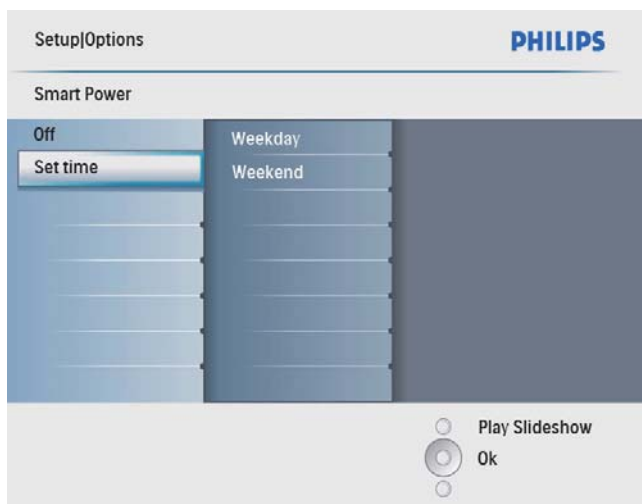 Setup|Options
PHILIPS
Smart Power
Off
Set time
Weekday
Weekend
Play Slideshow
Ok